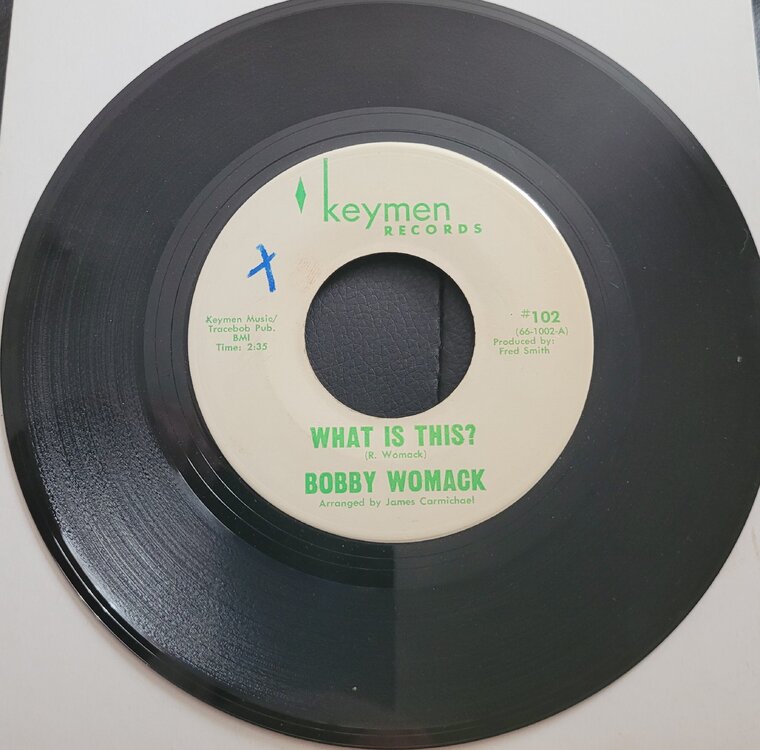 keymen
RECORDS
Keymen Music/
Tracebob Pub.
BMI
Time: 2:35
#102
(66-1002-A)
Produced by:
Fred Smith
WHAT IS THIS?
(R. Womack)
BOBBY WOMACK
Arranged by James Carmichael